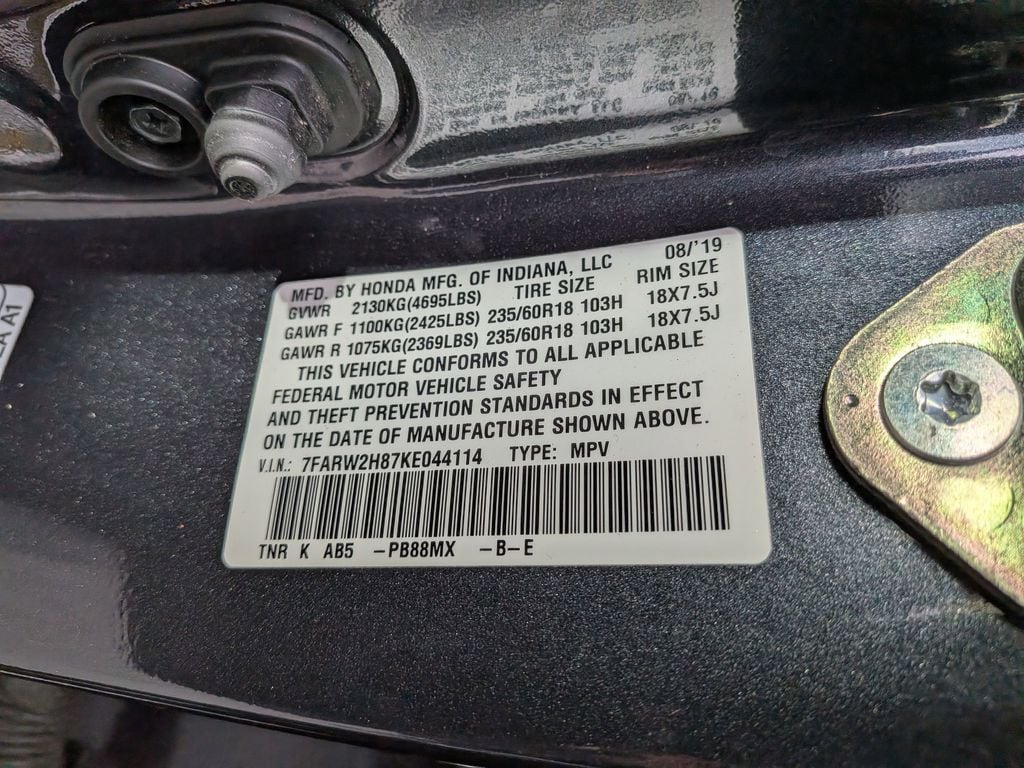 MFD. BY HONDA MFG. OF INDIANA, LLC 08/'19
GVWR 2130KG(4695LBS) TIRE SIZE RIM SIZE
GAWR F 1100KG(2425LBS) 235/60R18 103H 18X7.5J
GAWR R 1075KG(2369LBS) 235/60R18 103H 18X7.5J
THIS VEHICLE CONFORMS TO ALL APPLICABLE
FEDERAL MOTOR VEHICLE SAFETY
AND THEFT PREVENTION STANDARDS IN EFFECT
ON THE DATE OF MANUFACTURE SHOWN ABOVE.
V.I.N.: 7FARW2H87KE044114 TYPE: MPV
TNR K AB5 -PB88MX -B-E
A1